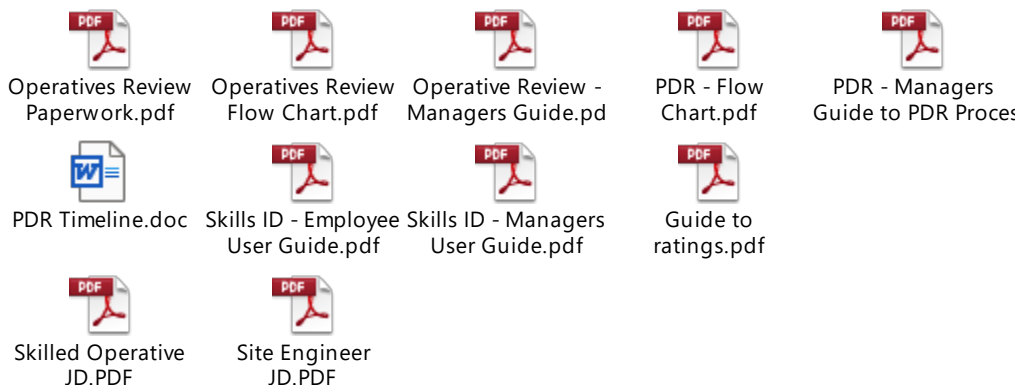 PDF PDF PDF PDF PDF
Operatives Review Operatives Review Operative Review - PDR - Flow PDR - Managers
Paperwork.pdf Flow Chart.pdf Managers Guide.pd Chart.pdf Guide to PDR Proces
W PDF PDF PDF
PDR Timeline.doc Skills ID - Employee Skills ID - Managers Guide to
User Guide.pdf User Guide.pdf ratings.pdf
PDF PDF
Skilled Operative Site Engineer
JD.PDF JD.PDF